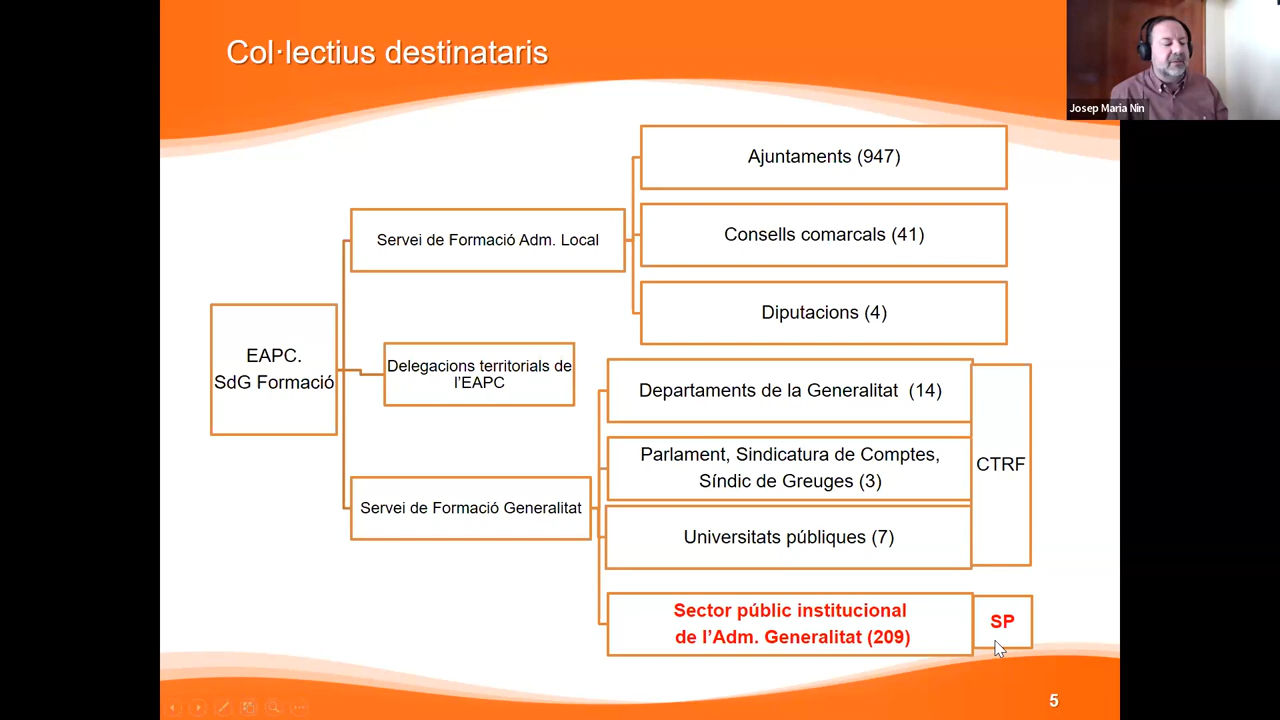 Col·lectius destinataris
Josep Maria Nin
Ajuntaments (947)
Servei de Formació Adm. Local
Consells comarcals (41)
Diputacions (4)
EAPC.
SdG Formació
Delegacions territorials de
l'EAPC
Departaments de la Generalitat (14)
Parlament, Sindicatura de Comptes,
Síndic de Greuges (3)
CTRF
Servei de Formació Generalitat
Universitats públiques (7)
Sector públic institucional
de l'Adm. Generalitat (209)
SP
5